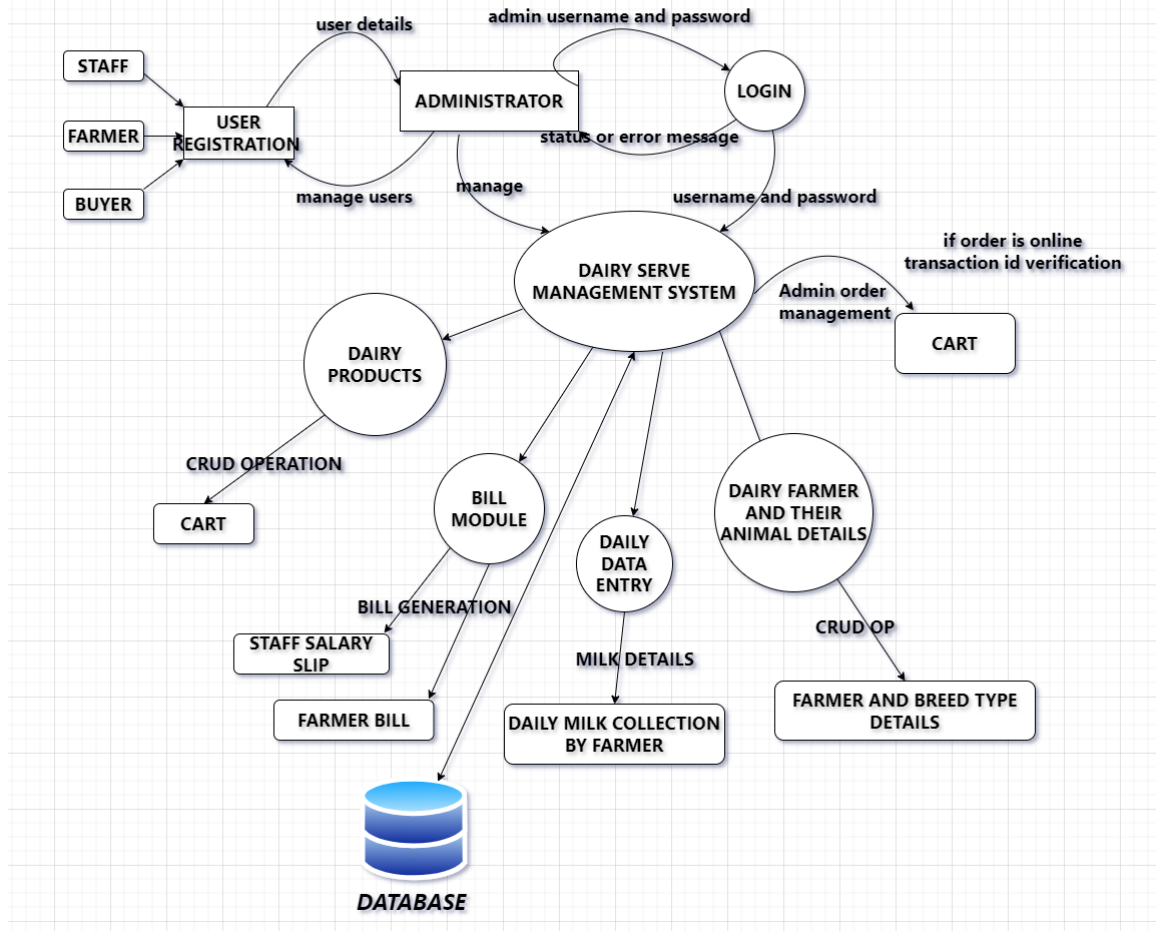 admin username and password
user details
STAFF
ADMINISTRATOR
LOGIN
USER
REGISTRATION
FARMER
status or error message
manage
manage users
username and password
BUYER
if order is online
transaction id verification
DAIRY SERVE
MANAGEMENT SYSTEM
Admin order
management
CART
DAIRY
PRODUCTS
CRUD OPERATION
CART
BILL
MODULE
DAILY
DATA
ENTRY
DAIRY FARMER
AND THEIR
ANIMAL DETAILS
BILL GENERATION
CRUD OP
STAFF SALARY
SLIP
MILK DETAILS
FARMER BILL
DAILY MILK COLLECTION
BY FARMER
FARMER AND BREED TYPE
DETAILS
DATABASE